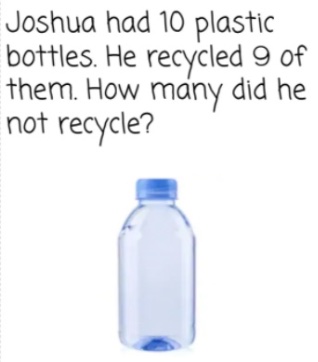 Joshua had 10 plastic
bottles. He recycled 9 of
them. How many did he
not recycle?